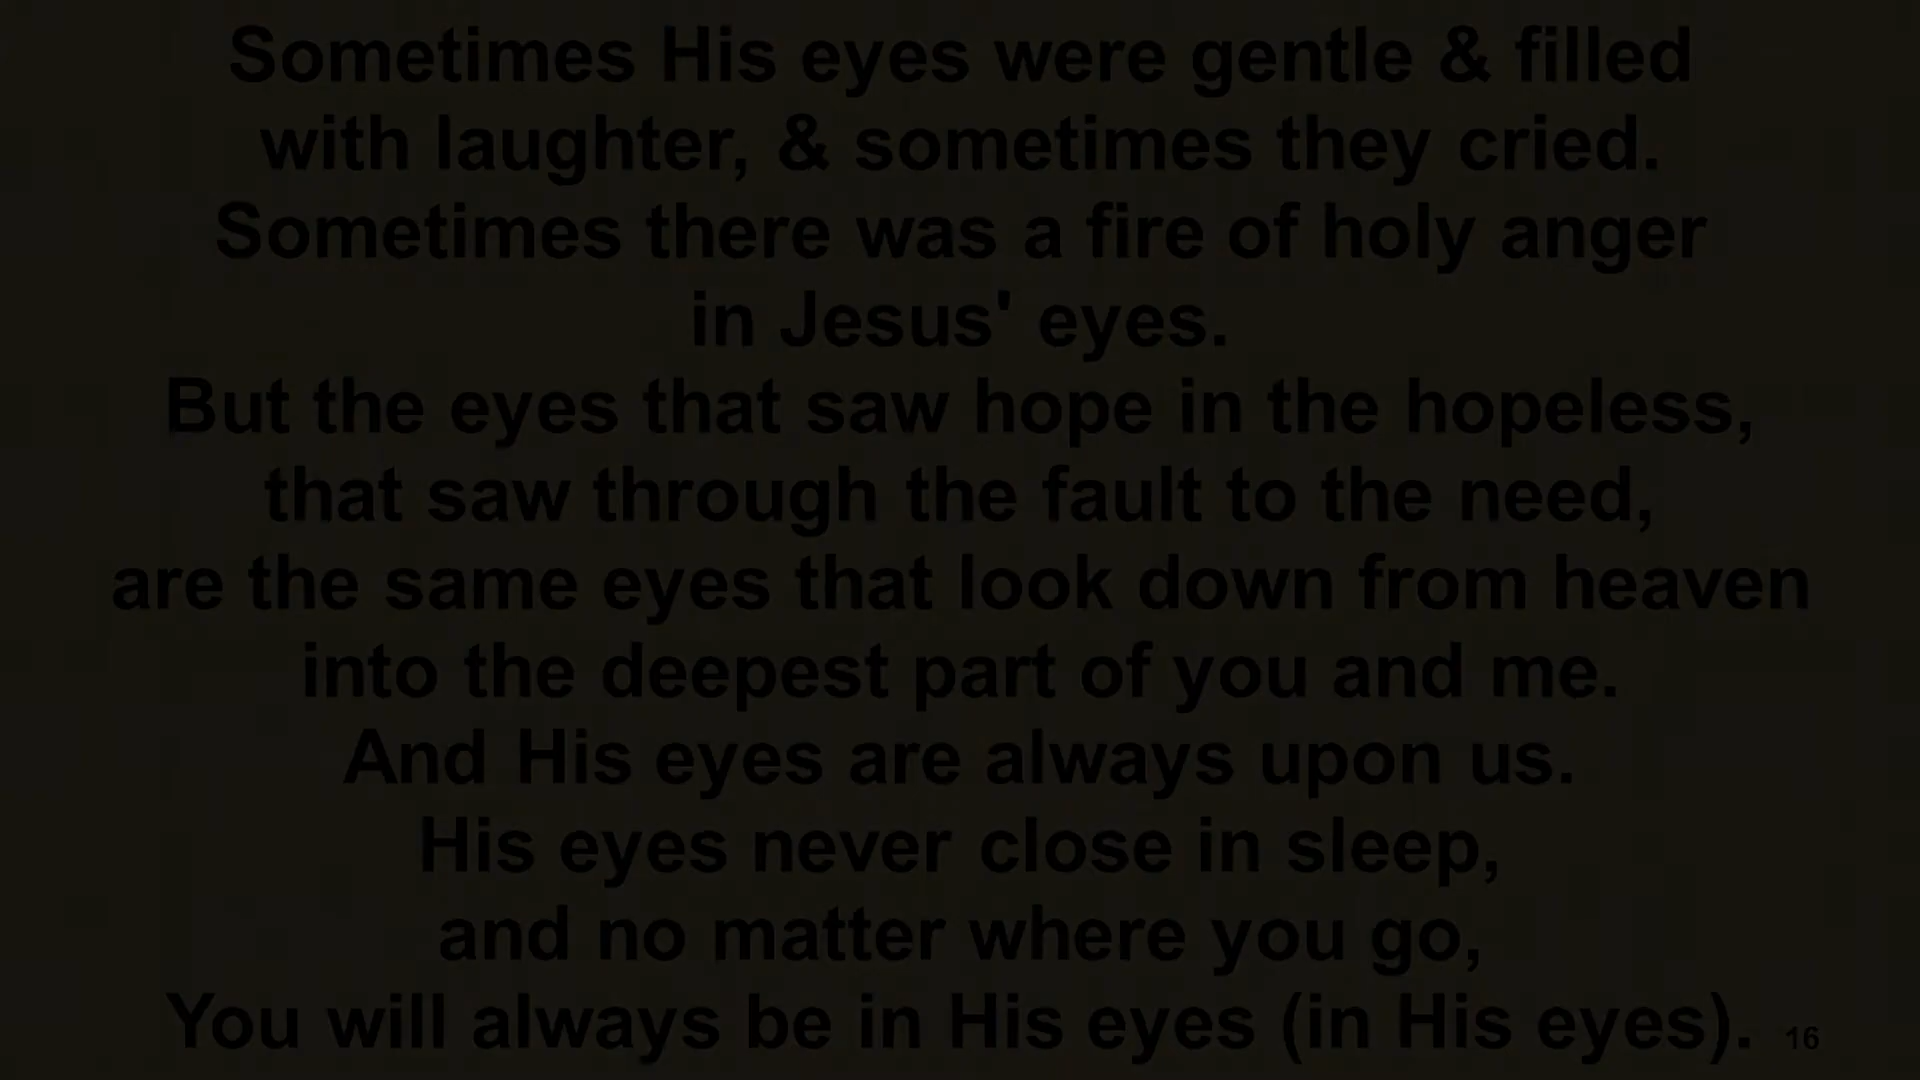 Sometimes His eyes were gentle & filled
with laughter, & sometimes they cried.
Sometimes there was a fire of holy anger
in Jesus' eyes.
But the eyes that saw hope in the hopeless,
that saw through the fault to the need,
are the same eyes that look down from heaven
into the deepest part of you and me.
And His eyes are always upon us.
His eyes never close in sleep,
and no matter where you go,
You will always be in His eyes (in His eyes).
16